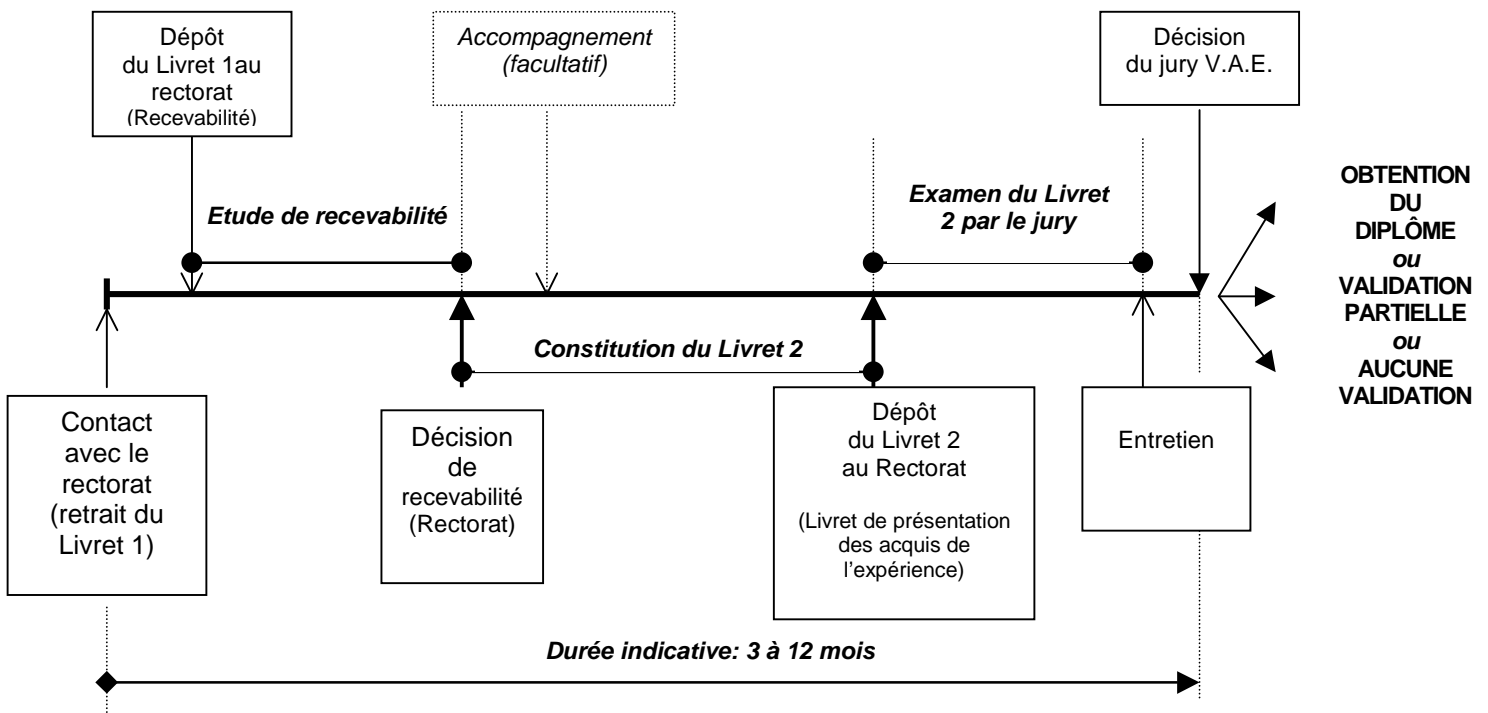 Dépôt
du Livret 1au
rectorat
(Recevabilité)
Accompagnement
(facultatif)
Décision
du jury V.A.E.
Etude de recevabilité
Examen du Livret
2 par le jury
OBTENTION
DU
DIPLÔME
ou
VALIDATION
PARTIELLE
ou
AUCUNE
VALIDATION
Constitution du Livret 2
Contact
avec le
rectorat
(retrait du
Livret 1)
Décision
de
recevabilité
(Rectorat)
Dépôt
du Livret 2
au Rectorat
(Livret de présentation
des acquis de
l’expérience)
Entretien
Durée indicative: 3 à 12 mois